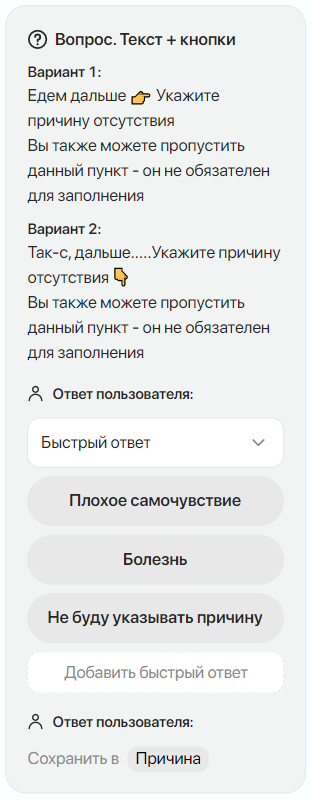 Вопрос. Текст + кнопки
Вариант 1:
Едем дальше 👉 Укажите
причину отсутствия
Вы также можете пропустить
данный пункт - он не обязателен
для заполнения
Вариант 2:
Так-с, дальше.....Укажите причину
отсутствия 👇
Вы также можете пропустить
данный пункт - он не обязателен
для заполнения
Ответ пользователя:
Быстрый ответ
Плохое самочувствие
Болезнь
Не буду указывать причину
Добавить быстрый ответ
Ответ пользователя:
Сохранить в Причина